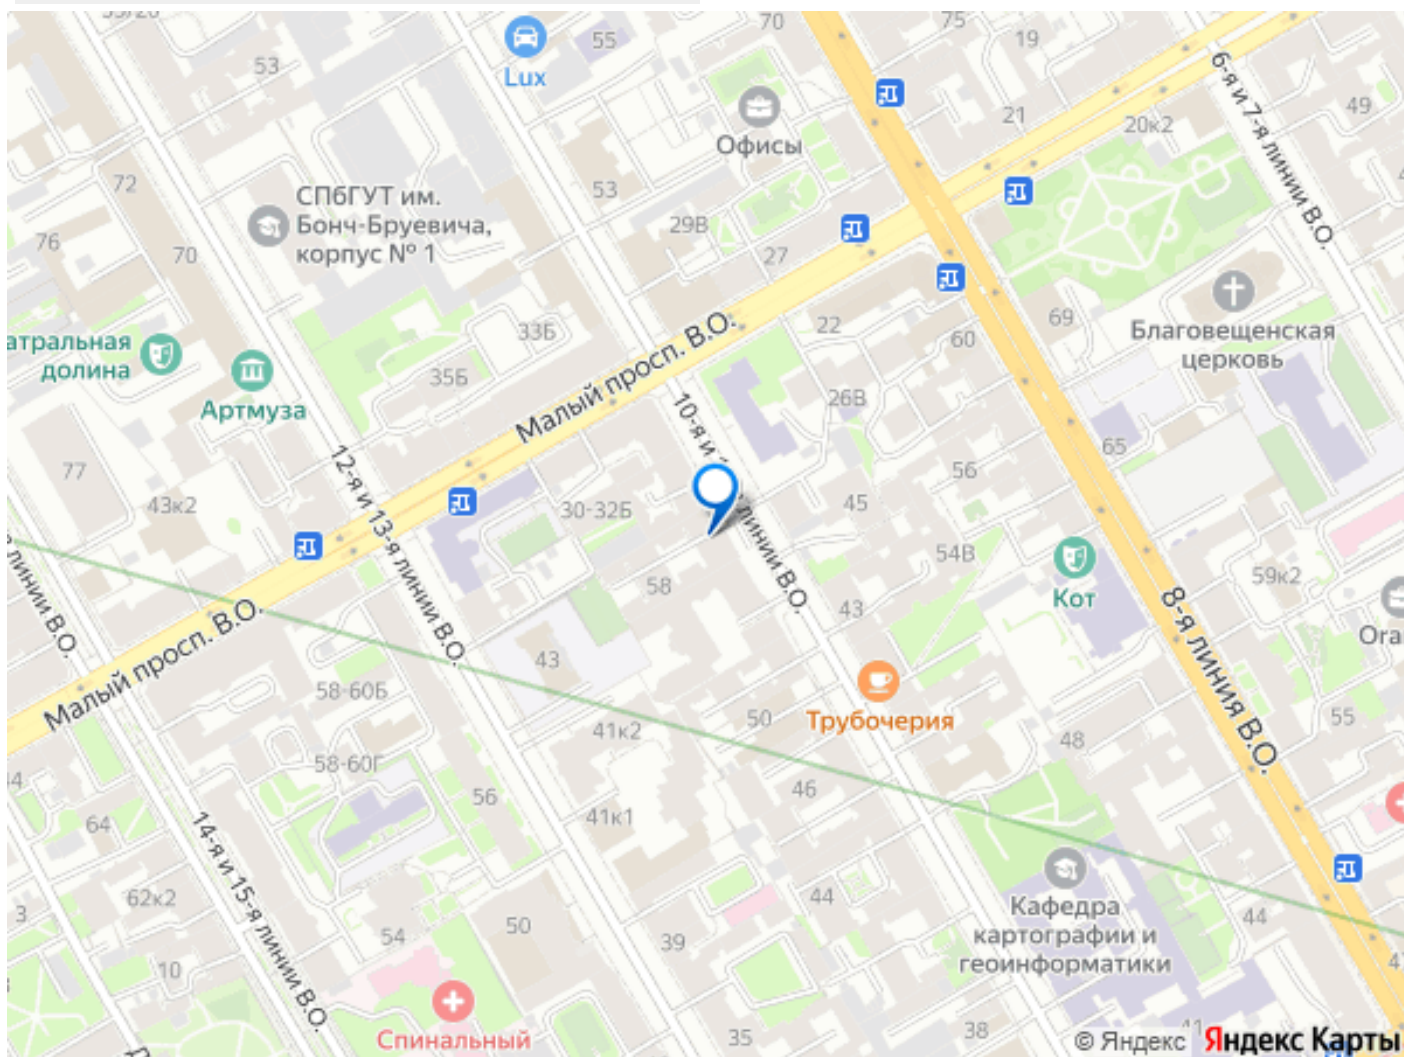 53
55
70
75
19
6-я и 7-я линии В.О.
49
Lux
Офисы
21
20к2
72
СПбГУТ им.
Бонч-Бруевича,
корпус № 1
53
29В
27
76
70
Благовещенская
церковь
69
22
60
33Б
35Б
атральная
долина
Артмуза
Малый просп. В.О.
26В
65
56
10-я и
линии В.О.
12-я и 13-я линии В.О.
77
43к2
30-32Б
45
54В
59к2
Кот
8-я линия В.О.
Ora
58
43
линии В.О.
Малый просп. В.О.
43
58-60Б
Трубочерия
50
41к2
48
55
58-60Г
46
56
41к1
64
14-я и 15-я линии В.О.
62к2
44
Кафедра
картографии и
геоинформатики
44
3
54
50
39
10
Спинальный
35
38
41
© Яндекс Яндекс Карты